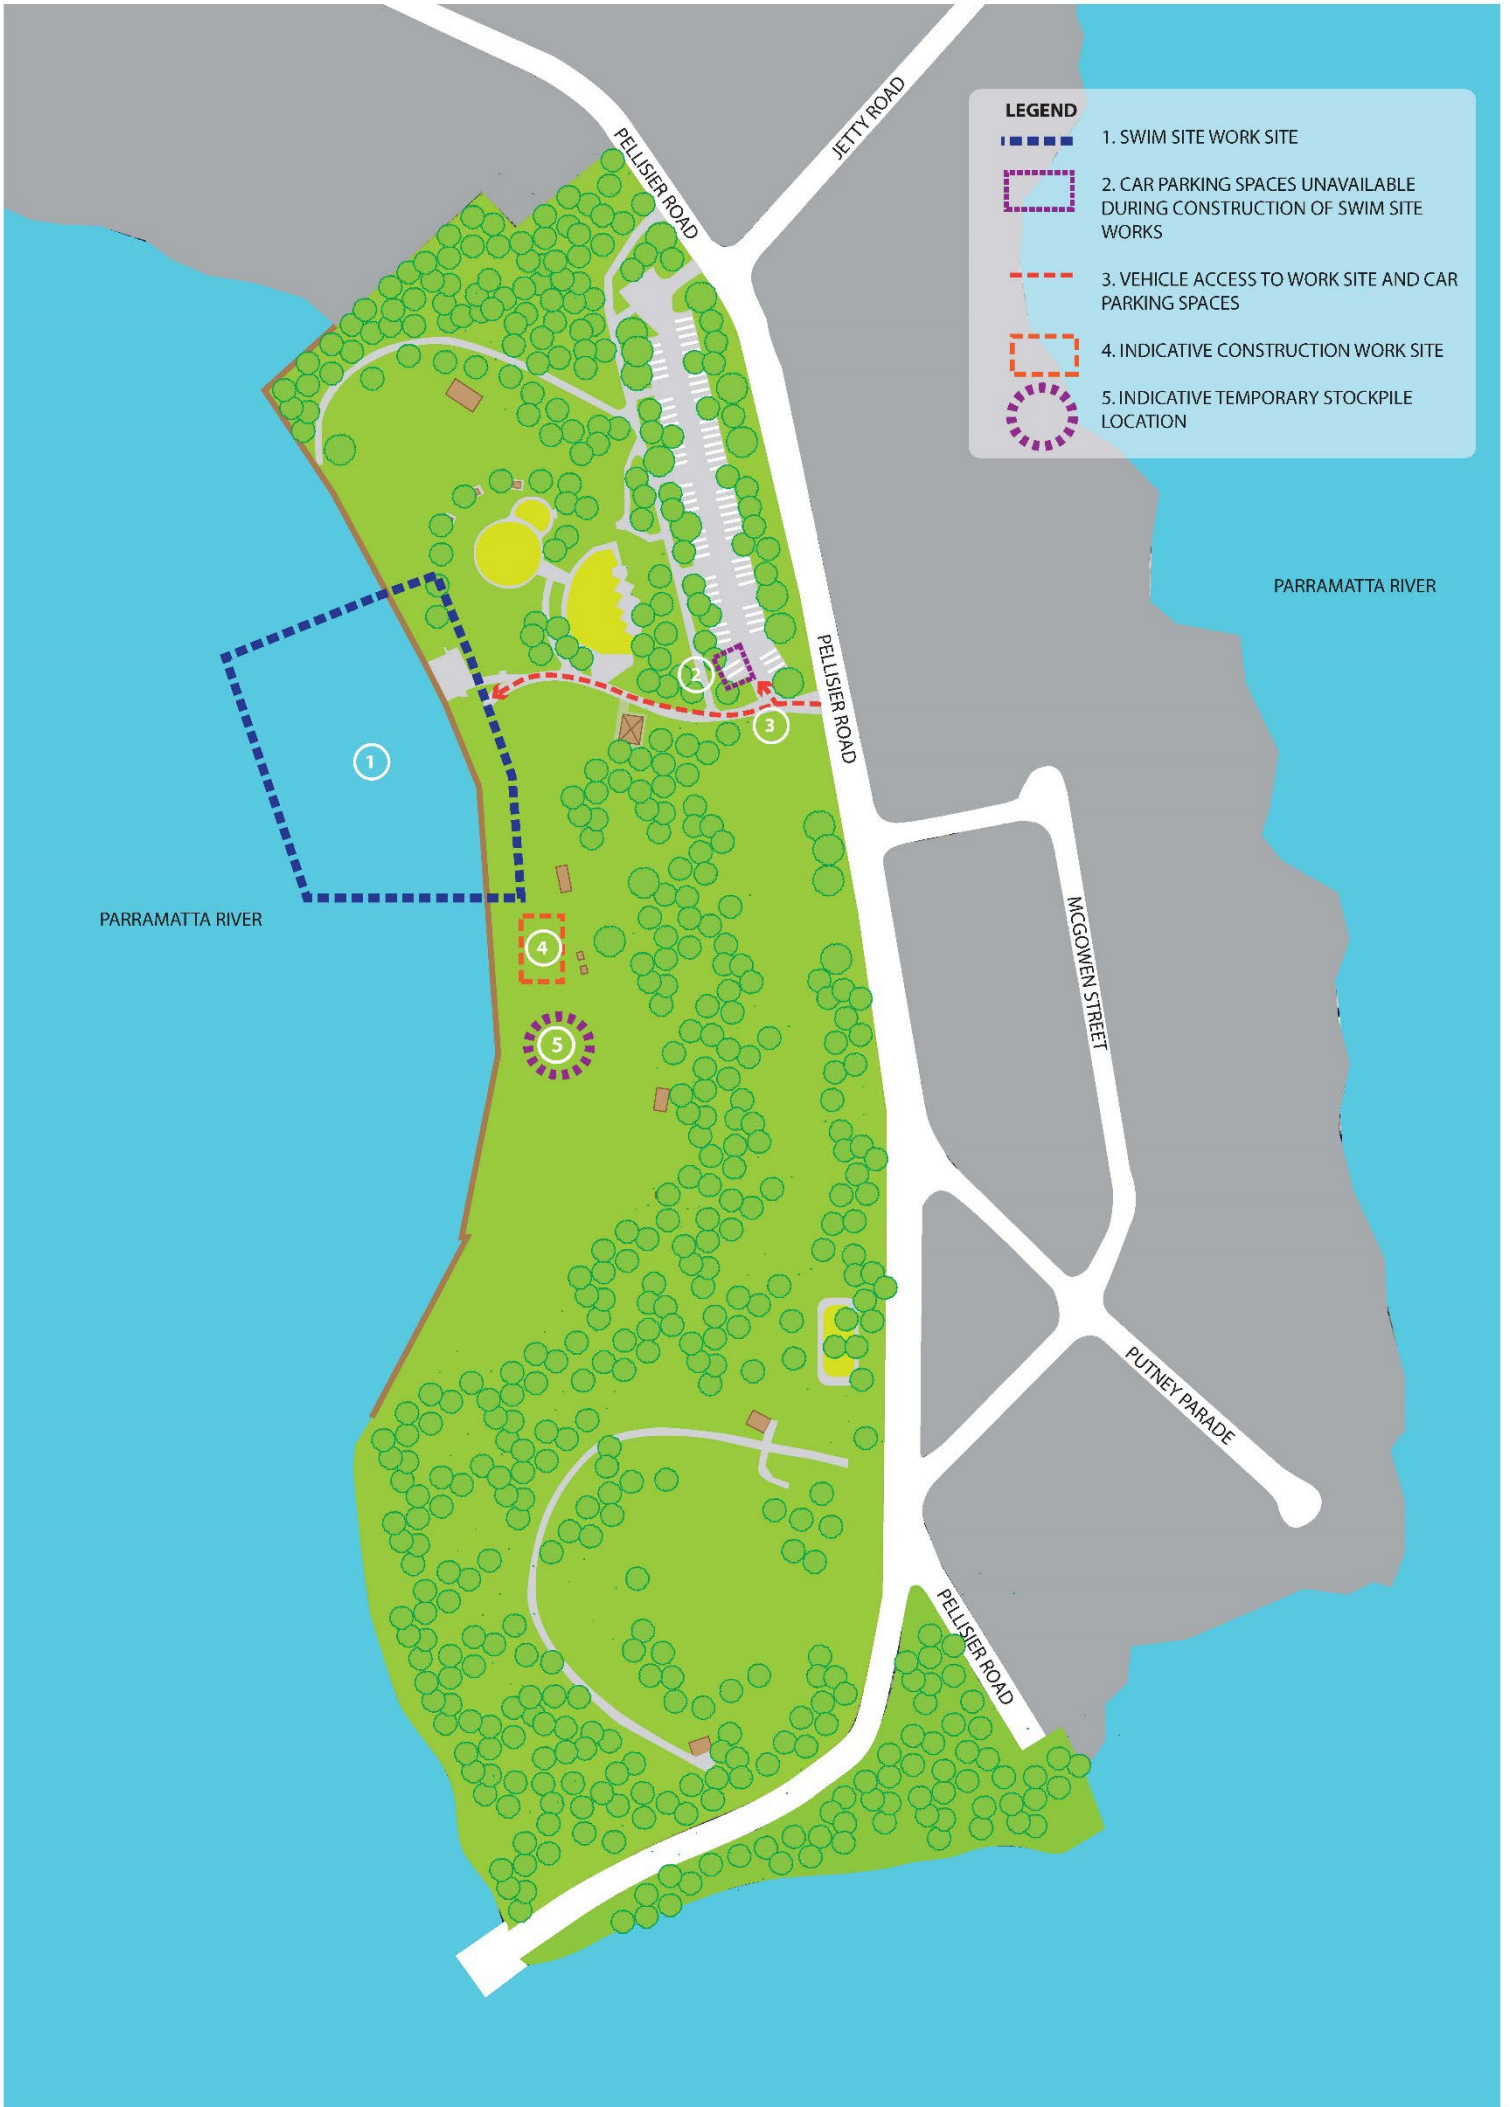 PELLISIER ROAD
JETTY ROAD
LEGEND
1. SWIM SITE WORK SITE
2. CAR PARKING SPACES UNAVAILABLE
DURING CONSTRUCTION OF SWIM SITE
WORKS
3. VEHICLE ACCESS TO WORK SITE AND CAR
PARKING SPACES
4. INDICATIVE CONSTRUCTION WORK SITE
5. INDICATIVE TEMPORARY STOCKPILE
LOCATION
PARRAMATTA RIVER
PELLISIER ROAD
2
3
1
PARRAMATTA RIVER
4
5
MCGOWEN STREET
PUTNEY PARADE
PELLISIER ROAD